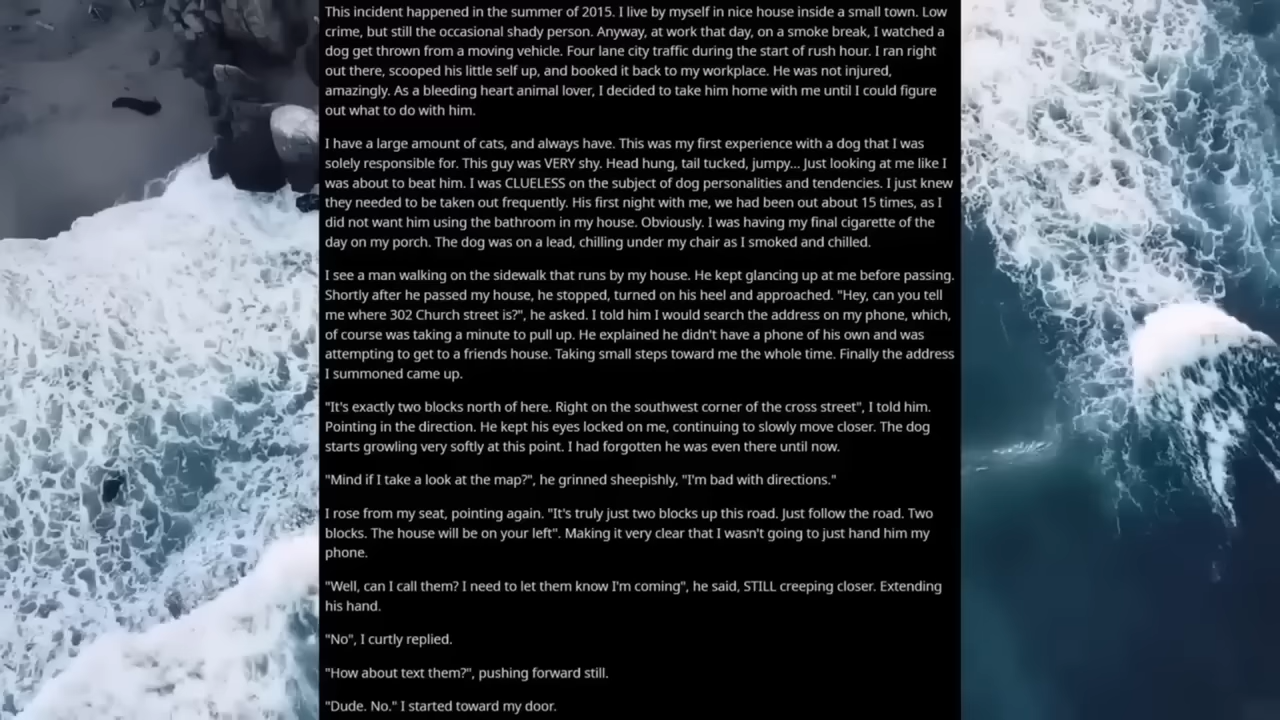 This incident happened in the summer of 2015. I live by myself in nice house inside a small town. Low
crime, but still the occasional shady person. Anyway, at work that day, on a smoke break, I watched a
dog get thrown from a moving vehicle. Four lane city traffic during the start of rush hour. I ran right
out there, scooped his little self up, and booked it back to my workplace. He was not injured,
amazingly. As a bleeding heart animal lover, I decided to take him home with me until I could figure
out what to do with him.
I have a large amount of cats, and always have. This was my first experience with a dog that I was
solely responsible for. This guy was VERY shy. Head hung, tail tucked, jumpy... Just looking at me like I
was about to beat him. I was CLUELESS on the subject of dog personalities and tendencies. I just knew
they needed to be taken out frequently. His first night with me, we had been out about 15 times, as I
did not want him using the bathroom in my house. Obviously. I was having my final cigarette of the
day on my porch. The dog was on a lead, chilling under my chair as I smoked and chilled.
I see a man walking on the sidewalk that runs by my house. He kept glancing up at me before passing.
Shortly after he passed my house, he stopped, turned on his heel and approached. "Hey, can you tell
me where 302 Church street is?", he asked. I told him I would search the address on my phone, which,
of course was taking a minute to pull up. He explained he didn't have a phone of his own and was
attempting to get to a friends house. Taking small steps toward me the whole time. Finally the address
I summoned came up.
"It's exactly two blocks north of here. Right on the southwest corner of the cross street", I told him.
Pointing in the direction. He kept his eyes locked on me, continuing to slowly move closer. The dog
starts growling very softly at this point. I had forgotten he was even there until now.
"Mind if I take a look at the map?", he grinned sheepishly, "I'm bad with directions."
I rose from my seat, pointing again. "It's truly just two blocks up this road. Just follow the road. Two
blocks. The house will be on your left". Making it very clear that I wasn't going to just hand him my
phone.
"Well, can I call them? I need to let them know I'm coming", he said, STILL creeping closer. Extending
his hand.
"No", I curtly replied.
"How about text them?", pushing forward still.
"Dude. No." I started toward my door.